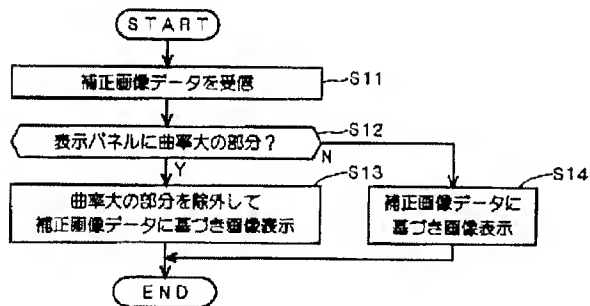 START
補正画像データを受信
S11
表示パネルに曲率大の部分？
S12
Y
N
S13
曲率大の部分を除外して
補正画像データに基づき画像表示
S14
補正画像データに
基づき画像表示
END